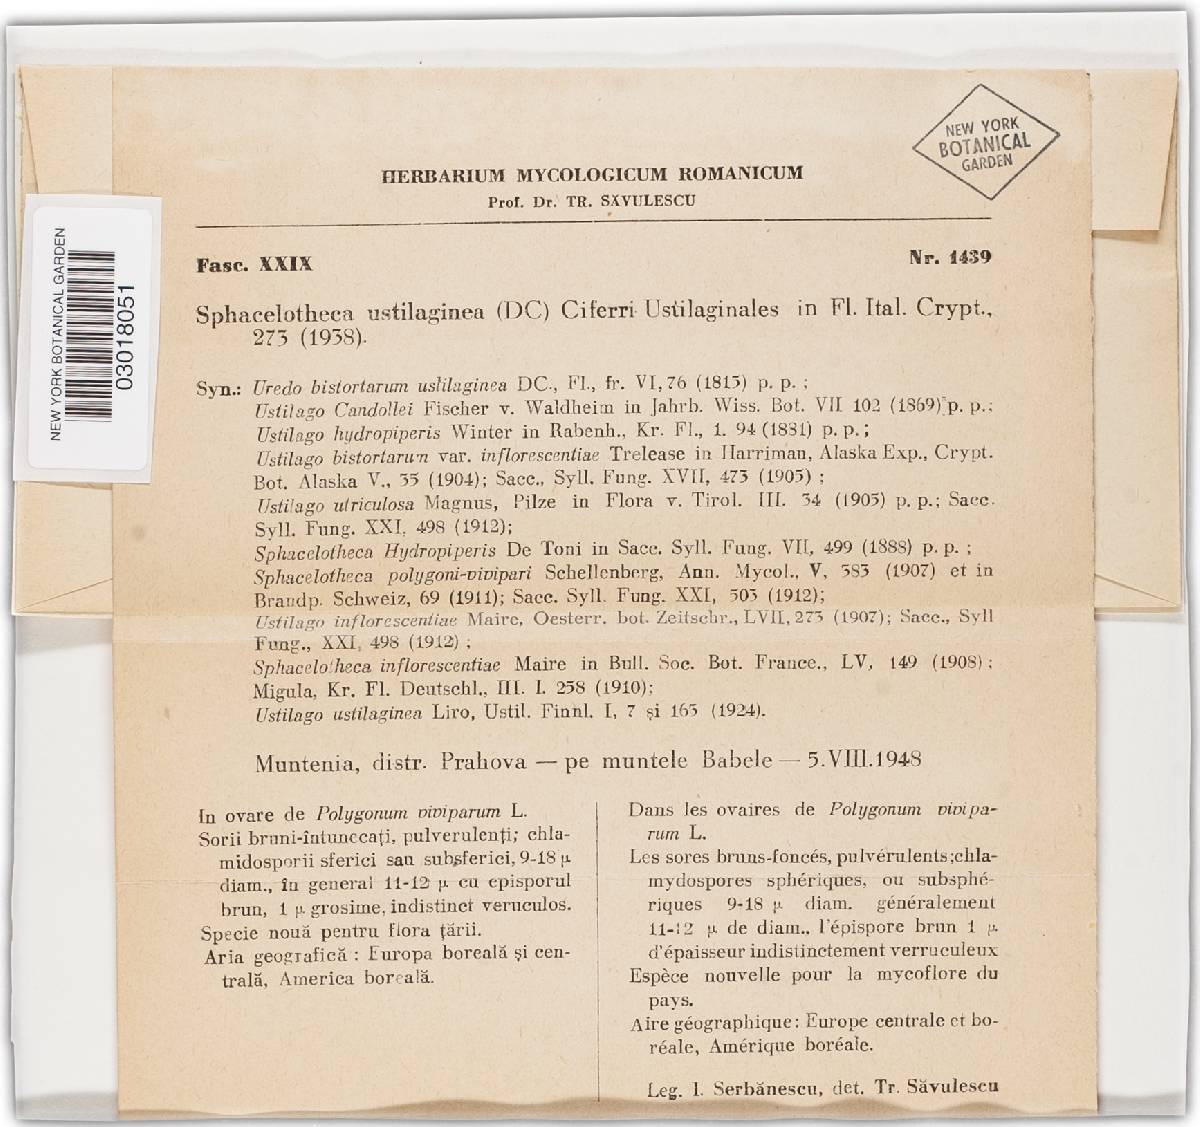 NEW YORK
BOTANICAL
GARDEN
HERBARIUM MYCOLOGICUM ROMANICUM
Prof. Dr. TR. SĂVULESCU
NEW YORK BOTANICAL GARDEN
03018051
Fasc. XXIX
Nr. 1439
Sphacelotheca ustilaginea (DC) Ciferri Ustilaginales in Fl. Ital. Crypt.,
273 (1938).
Syn.: Uredo bistortarum ustilaginea DC., Fl., fr. VI, 76 (1815) p. p. ;
Ustilago Candollei Fischer v. Waldheim in Jahrb. Wiss. Bot. VII 102 (1869) p. p.;
Ustilago hydropiperis Winter in Rabenh., Kr. Fl., 1. 94 (1881) p. p. ;
Ustilago bistortarun var. inflorescentiae Trelease in Harriman, Alaska Exp., Crypt.
Bot. Alaska V., 35 (1904); Sacc., Syll. Fung. XVII, 473 (1905) ;
Ustilago utriculosa Magnus, Pilze in Flora v. Tirol. III. 34 (1905) p. p.; Sacc.
Syll. Fung. XXI, 498 (1912);
Sphacelotheca Hydropiperis De Toni in Sacc. Syll. Fung. VII, 499 (1888) p. p. ;
Sphacelotheca polygoni-vivipari Schellenberg, Ann. Mycol., V, 385 (1907) et in
Brandp. Schweiz, 69 (1911); Sacc. Syll. Fung. XXI, 505 (1912);
Ustilago inflorescentiae Maire, Oesterr. bot. Zeitschr., LVII, 273 (1907); Sacc., Syll
Fung., XXI, 498 (1912) ;
Sphacelotheca inflorescentiae Maire in Bull. Soc. Bot. France., LV, 149 (1908) ;
Migula, Kr. Fl. Deutschl., III. I. 258 (1910);
Ustilago ustilaginea Liro, Ustil. Finnl. I, 7 și 165 (1924).
Muntenia, distr. Prahova — pe muntele Babele — 5.VIII.1948
In ovare de Polygonum viviparum L.
Sorii bruni-întunecați, pulverulenți; chla-
midosporii sferici sau subsferici, 9-18 μ
diam., în general 11-12 μ cu episporul
brun, 1 μ grosime, indistinct veruculos.
Specie nouă pentru flora țării.
Aria geografică : Europa boreală și cen-
trală, America boreală.
Dans les ovaires de Polygonum vivipa-
rum L.
Les sores bruns-foncés, pulvérulents; chla-
mydospores sphériques, ou subsphé-
riques 9-18 μ diam. généralement
11-12 μ de diam., l'épispore brun 1 μ
d'épaisseur indistinctement verruculeux
Espèce nouvelle pour la mycoflore du
pays.
Aire géographique : Europe centrale et bo-
réale, Amérique boréale.
Leg. I. Serbănescu, det. Tr. Săvulescu